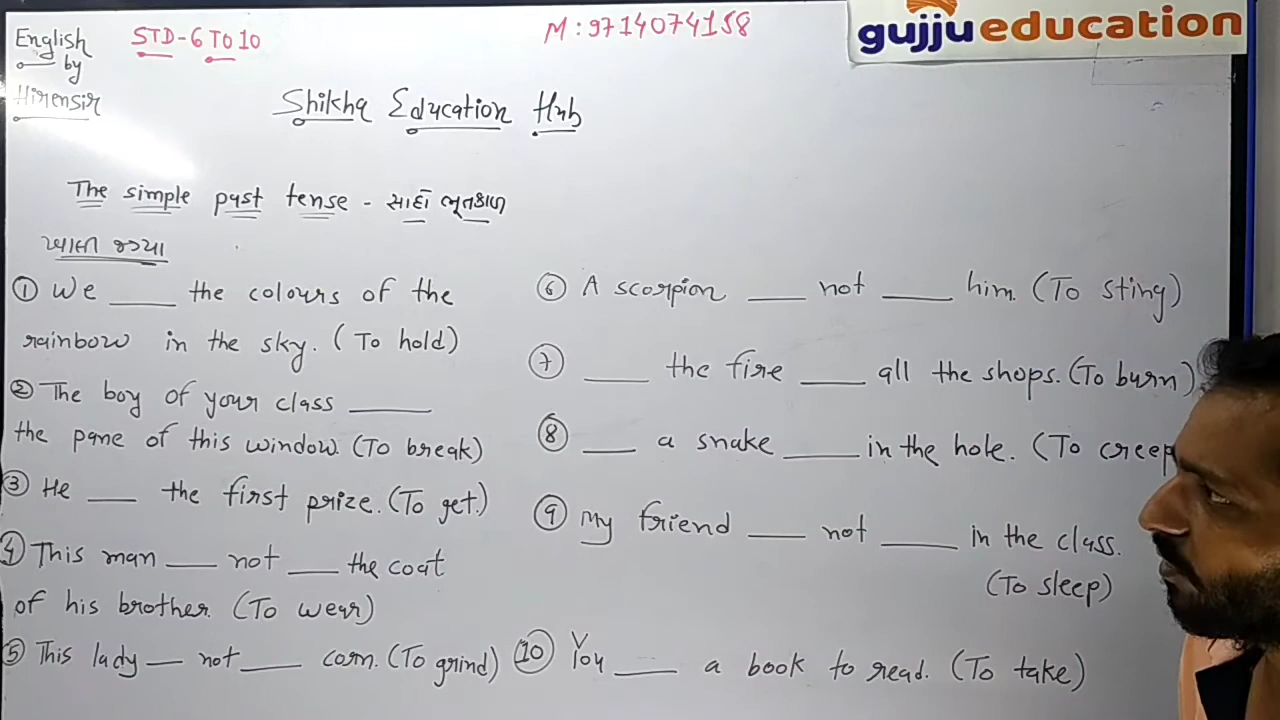 English
by
Hirensir
STD-6 TO 10
M : 9714074158
gujjueducation
Shikha Education Hub
The simple past tense - સાદો ભૂતકાળ
ખાલી જગ્યા
① We ____ the colours of the
rainbow in the sky. (To hold)
② The boy of your class ____
the pane of this window. (To break)
③ He ___ the first prize. (To get.)
④ This man ___ not ___ the coat
of his brother. (To wear)
⑤ This lady ___ not ___ corn. (To grind)
⑥ A scorpion ___ not ___ him. (To sting)
⑦ ___ the fire ___ all the shops. (To burn)
⑧ ___ a snake ___ in the hole. (To creep
⑨ My friend ___ not ___ in the class.
(To sleep)
⑩ You ___ a book to read. (To take)